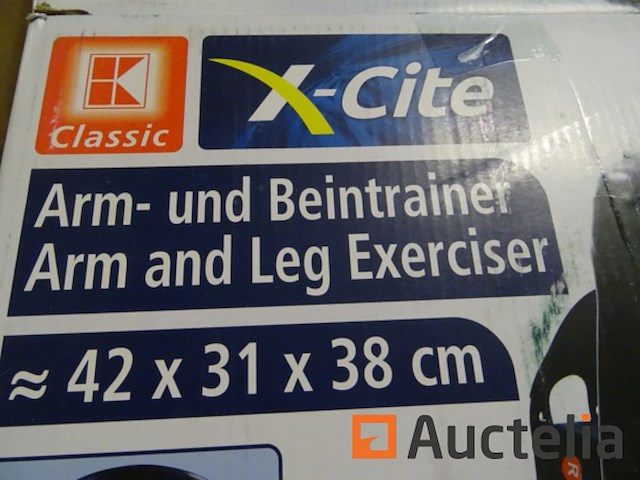 K Classic
X-Cite
Arm- und Beintrainer
Arm and Leg Exerciser
≈ 42 x 31 x 38 cm
Auctelia
R